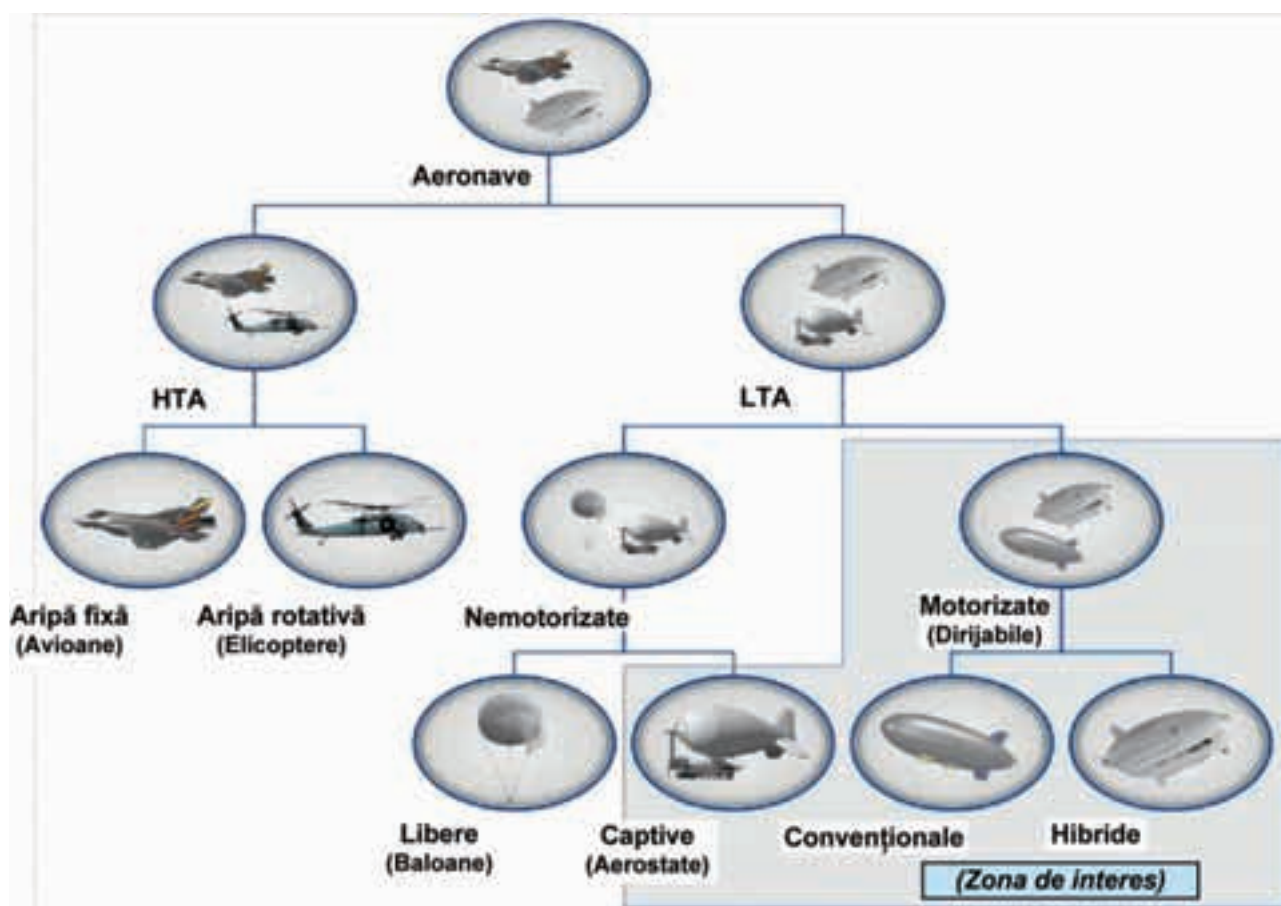 Aeronave
HTA
LTA
Aripă fixă
(Avioane)
Aripă rotativă
(Elicoptere)
Nemotorizate
Motorizate
(Dirijabile)
Libere
(Baloane)
Captive
(Aerostate)
Convenționale
Hibride
(Zona de interes)